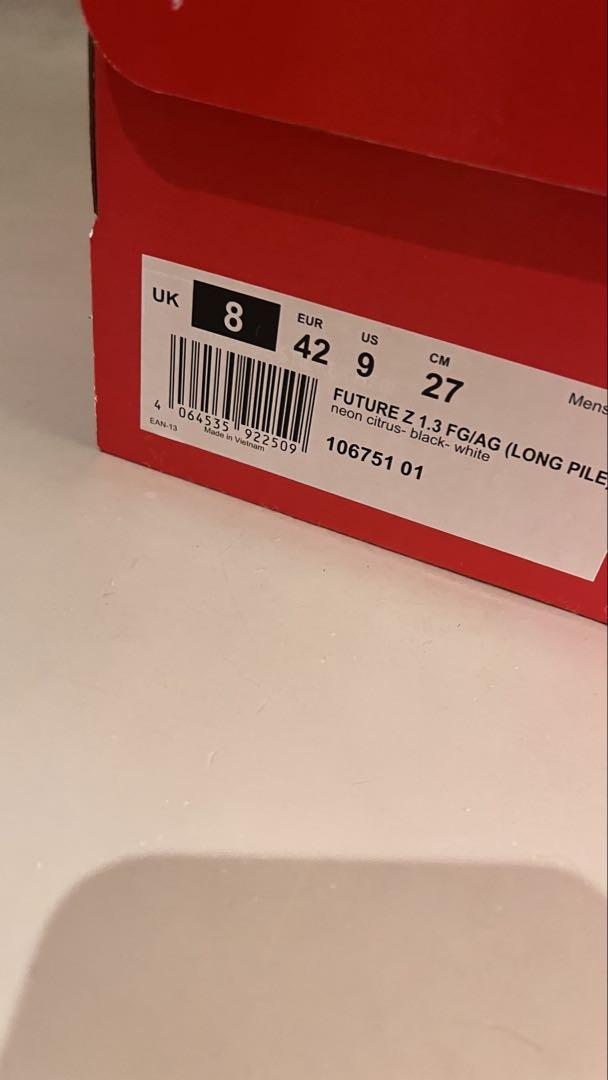 UK 8 EUR 42 US 9 CM 27 Mens
4 064535 922509
EAN-13 Made in Vietnam
FUTURE Z 1.3 FG/AG (LONG PILE)
neon citrus- black- white
106751 01